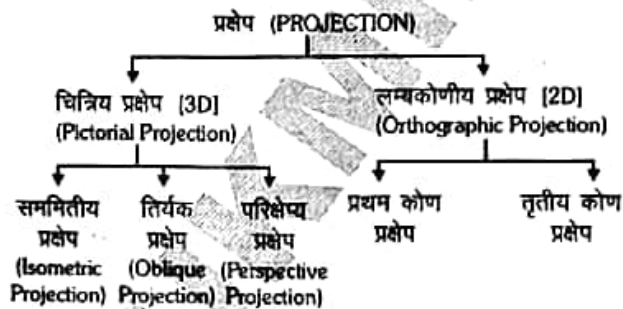 प्रक्षेप (PROJECTION)
चित्रिय प्रक्षेप [3D]
(Pictorial Projection)
लम्बकोणीय प्रक्षेप [2D]
(Orthographic Projection)
सममितीय
प्रक्षेप
(Isometric
Projection)
तिर्यक
प्रक्षेप
(Oblique
Projection)
परिक्षेप्य
प्रक्षेप
(Perspective
Projection)
प्रथम कोण
प्रक्षेप
तृतीय कोण
प्रक्षेप